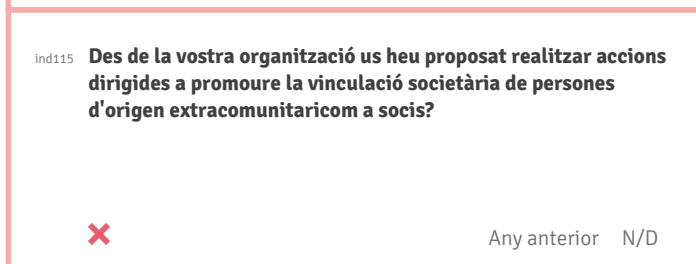 ind115 Des de la vostra organització us heu proposat realitzar accions
dirigides a promoure la vinculació societària de persones
d'origen extracomunitaricom a socis?
Any anterior N/D